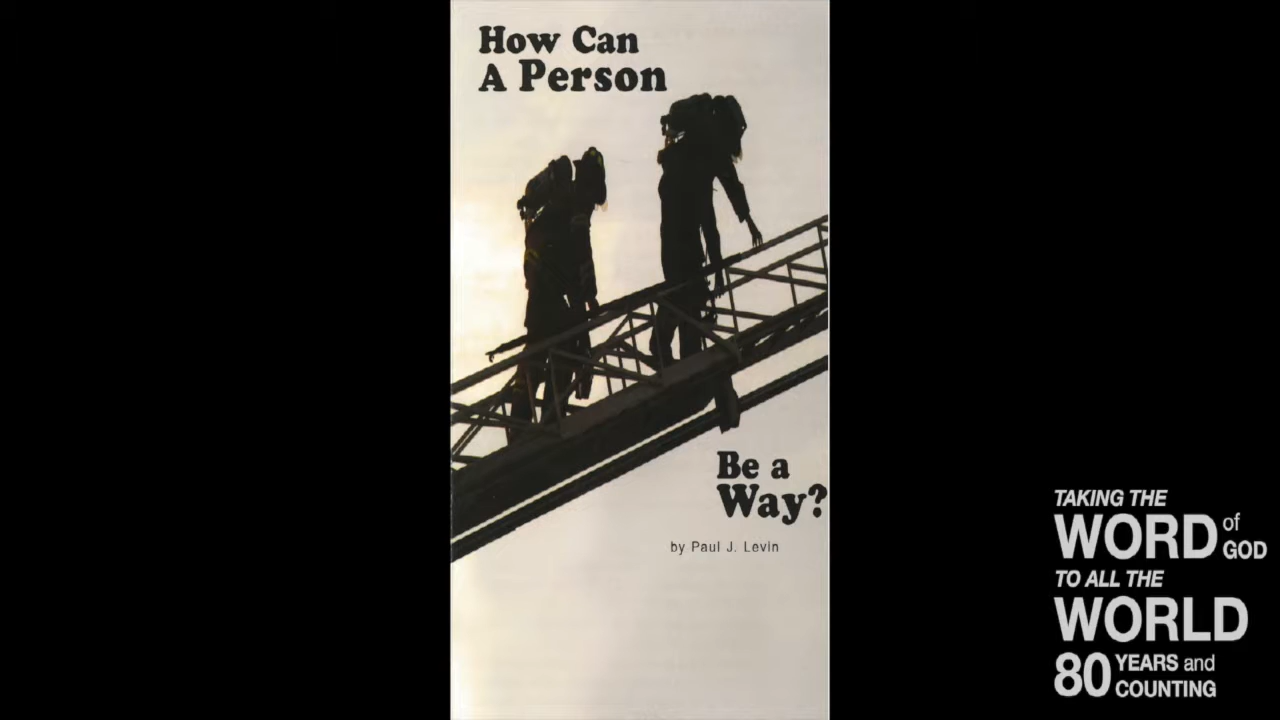 How Can
A Person
Be a
Way?
by Paul J. Levin
TAKING THE
WORD of GOD
TO ALL THE
WORLD
80 YEARS and COUNTING